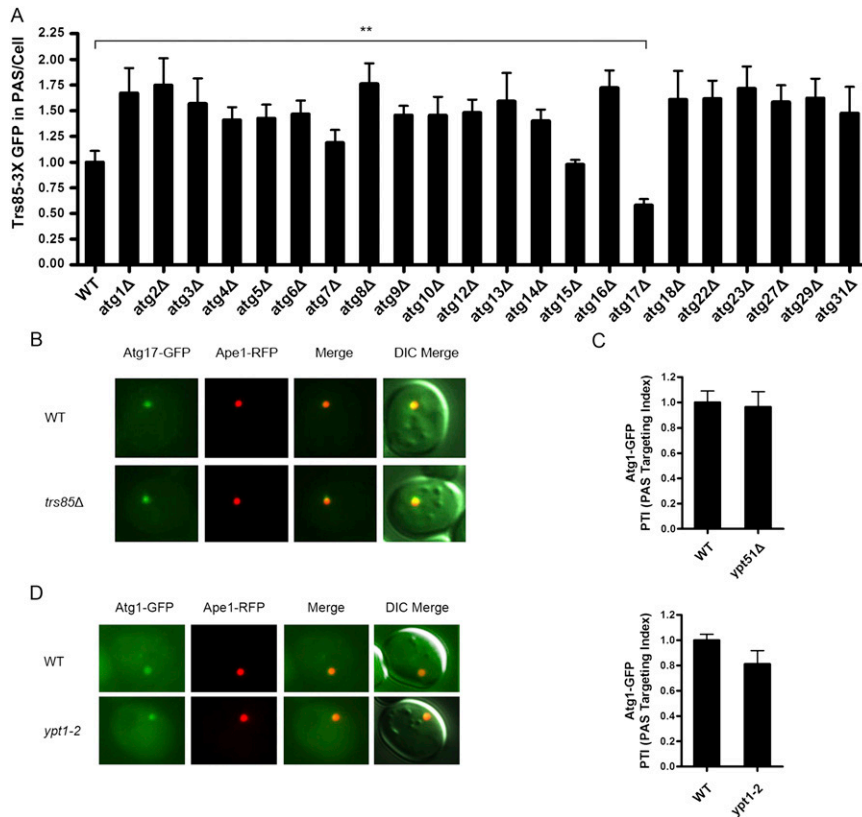 A
**
Trs85-3X GFP in PAS/Cell
2.25
2.00
1.75
1.50
1.25
1.00
0.75
0.50
0.25
0.00
WT
atg1Δ
atg2Δ
atg3Δ
atg4Δ
atg5Δ
atg6Δ
atg7Δ
atg8Δ
atg9Δ
atg10Δ
atg12Δ
atg13Δ
atg14Δ
atg15Δ
atg16Δ
atg17Δ
atg18Δ
atg22Δ
atg23Δ
atg27Δ
atg29Δ
atg31Δ
B
Atg17-GFP Ape1-RFP Merge DIC Merge
WT
trs85Δ
C
Atg1-GFP
PTI (PAS Targeting Index)
1.4
1.2
1.0
0.8
0.6
0.4
0.2
0.0
WT
ypt51Δ
D
Atg1-GFP Ape1-RFP Merge DIC Merge
WT
ypt1-2
Atg1-GFP
PTI (PAS Targeting Index)
1.4
1.2
1.0
0.8
0.6
0.4
0.2
0.0
WT
ypt1-2